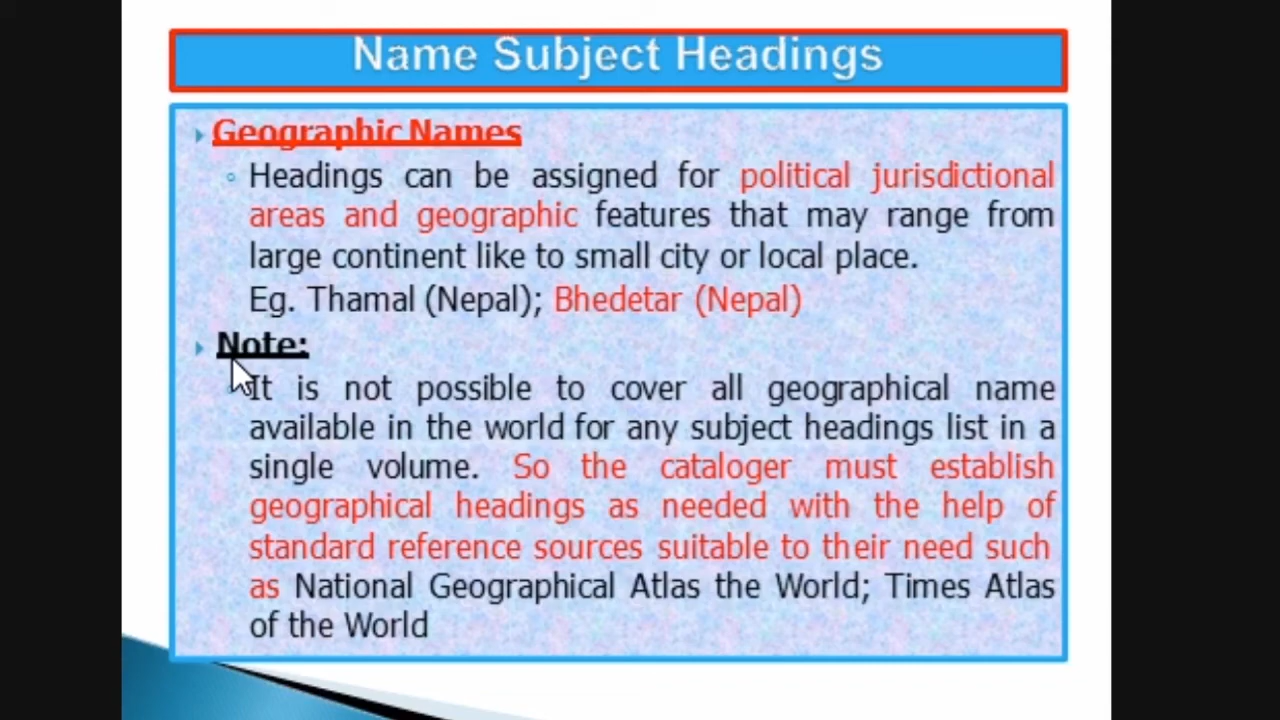 Name Subject Headings
Geographic Names
Headings can be assigned for political jurisdictional
areas and geographic features that may range from
large continent like to small city or local place.
Eg. Thamal (Nepal); Bhedetar (Nepal)
Note:
It is not possible to cover all geographical name
available in the world for any subject headings list in a
single volume. So the cataloger must establish
geographical headings as needed with the help of
standard reference sources suitable to their need such
as National Geographical Atlas the World; Times Atlas
of the World